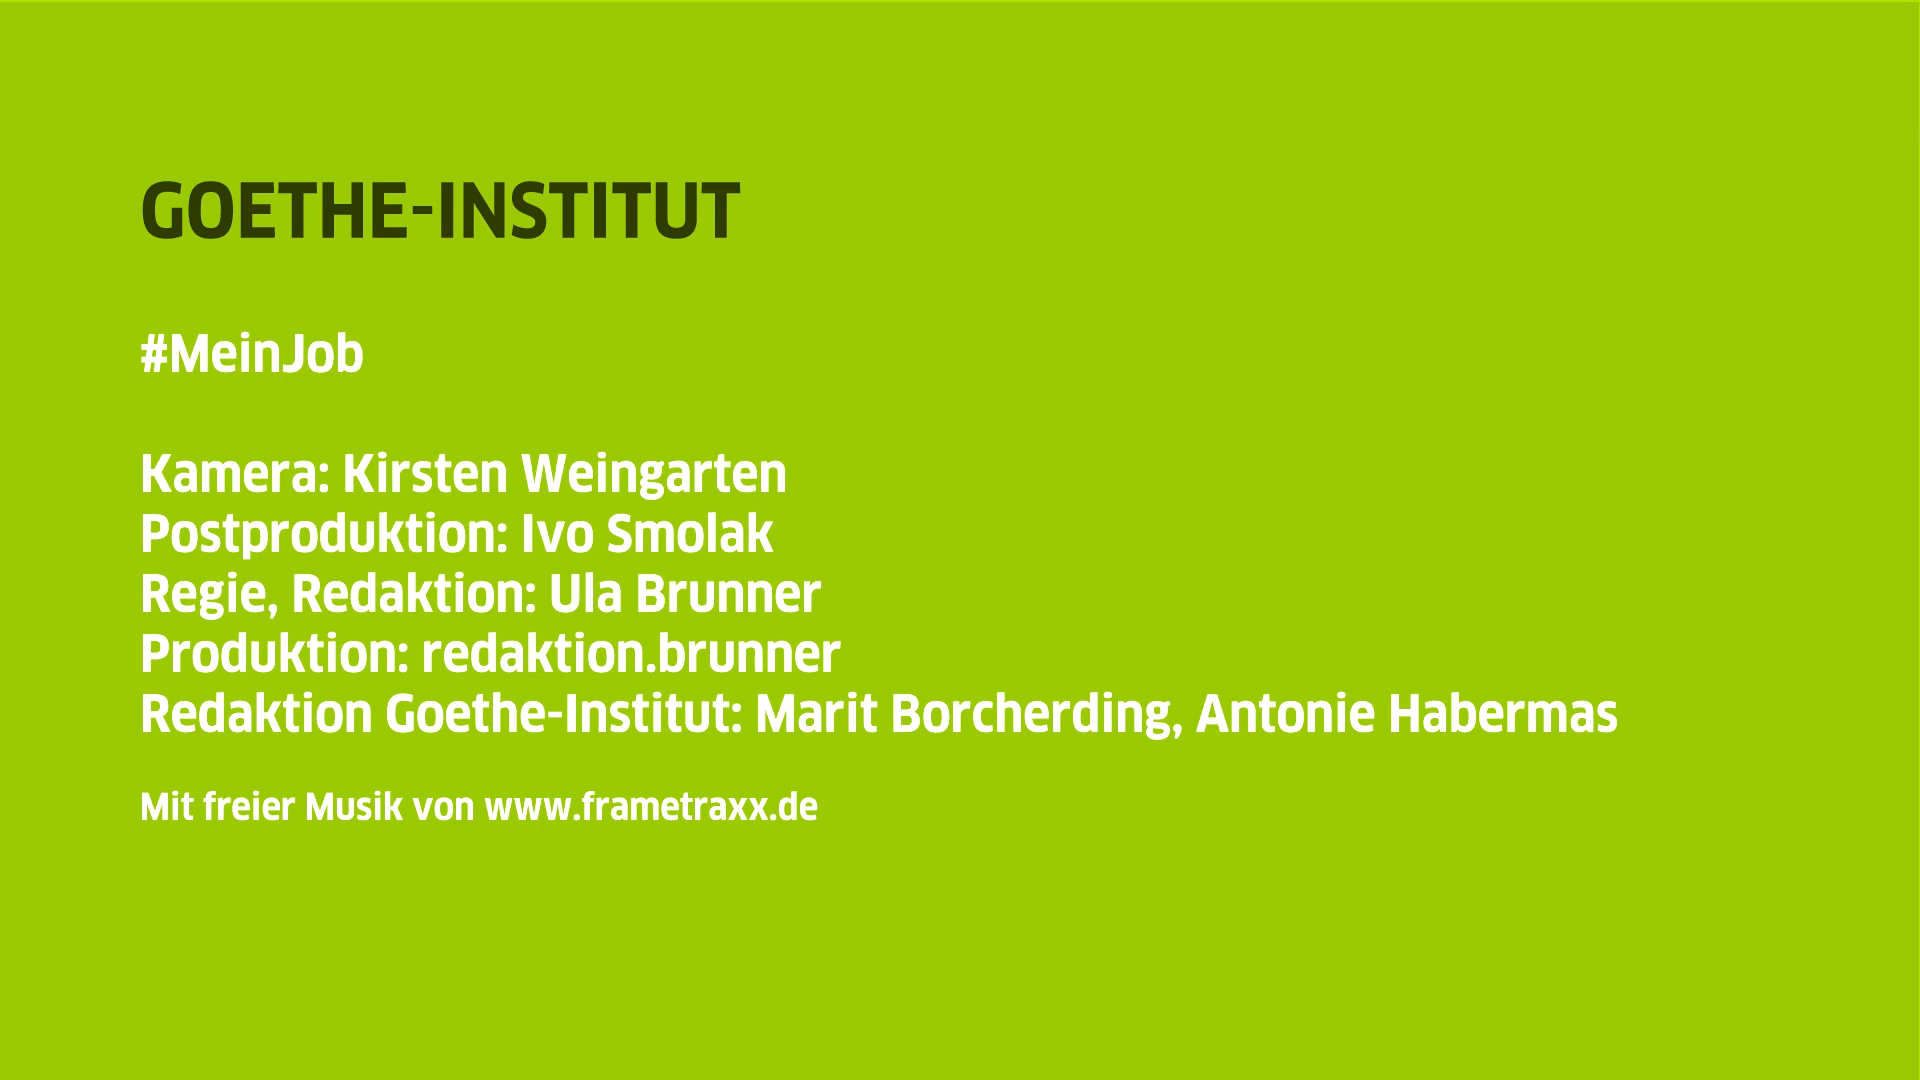 GOETHE-INSTITUT
#MeinJob
Kamera: Kirsten Weingarten
Postproduktion: Ivo Smolak
Regie, Redaktion: Ula Brunner
Produktion: redaktion.brunner
Redaktion Goethe-Institut: Marit Borcherding, Antonie Habermas
Mit freier Musik von www.frametraxx.de